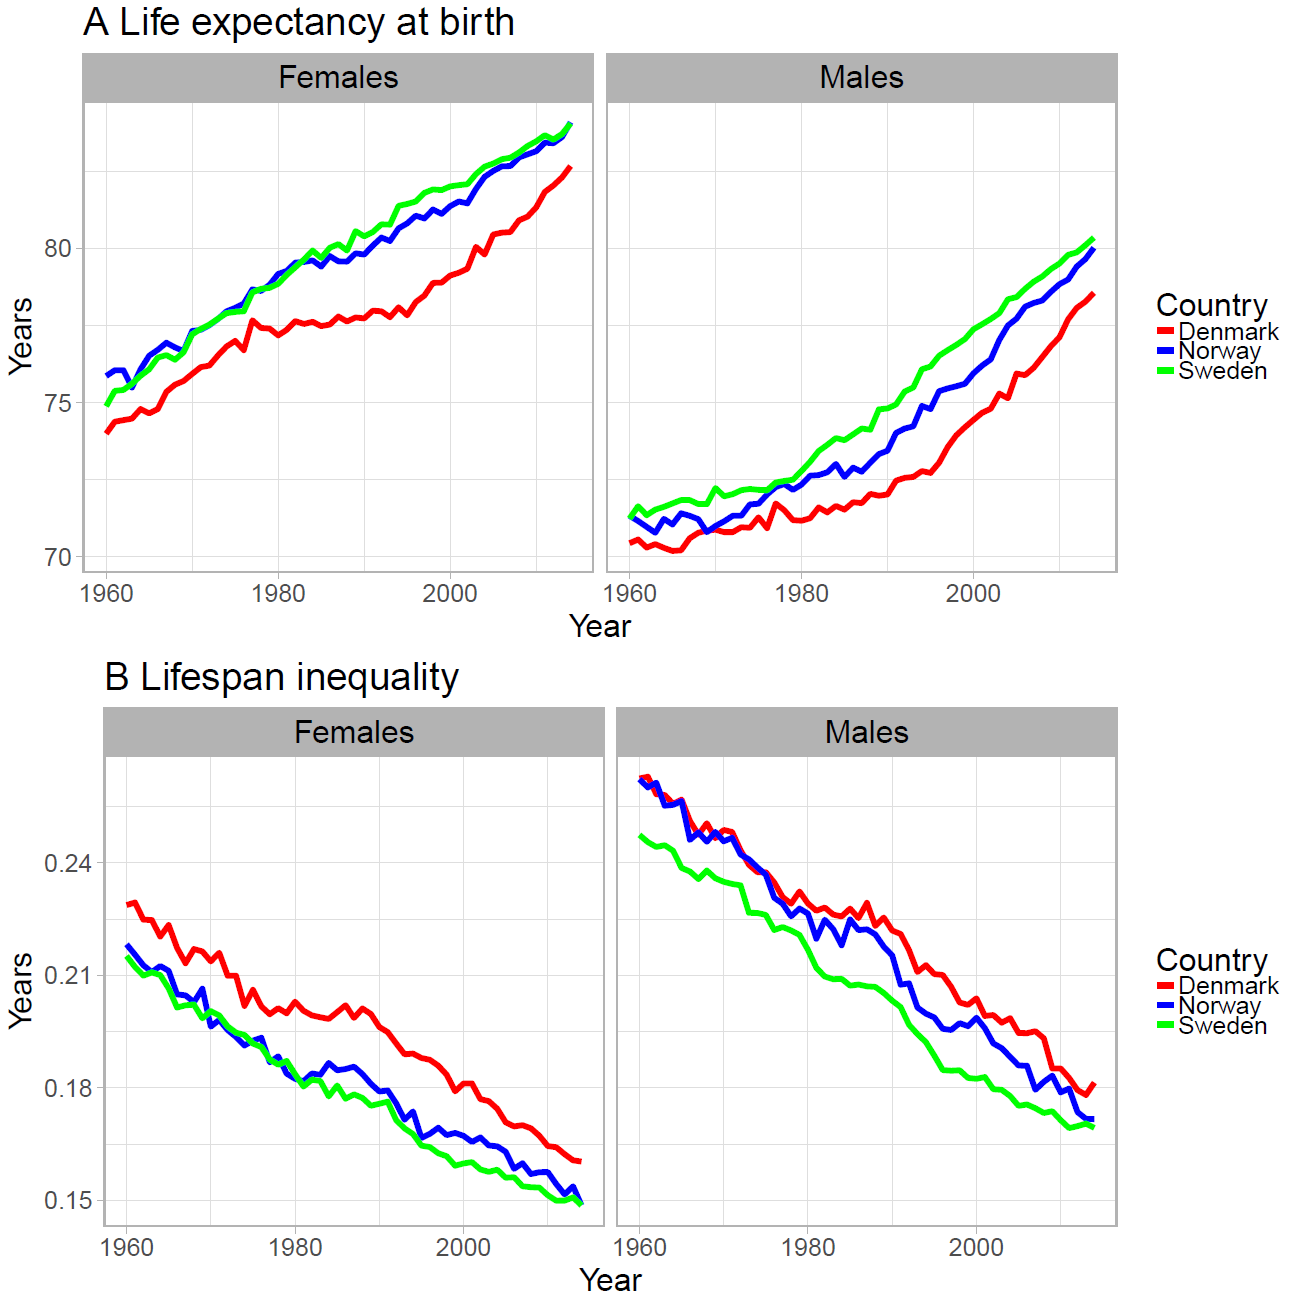 A Life expectancy at birth
Females
Males
Years
80
75
70
1960
1980
2000
1960
1980
2000
Year
Country
Denmark
Norway
Sweden
B Lifespan inequality
Females
Males
Years
0.24
0.21
0.18
0.15
1960
1980
2000
1960
1980
2000
Year
Country
Denmark
Norway
Sweden